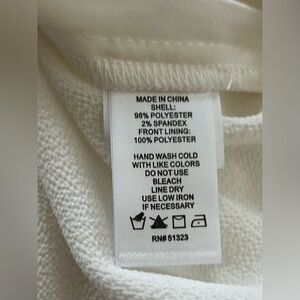 MADE IN CHINA
SHELL:
98% POLYESTER
2% SPANDEX
FRONT LINING:
100% POLYESTER
HAND WASH COLD
WITH LIKE COLORS
DO NOT USE
BLEACH
LINE DRY
USE LOW IRON
IF NECESSARY
RN# 51323